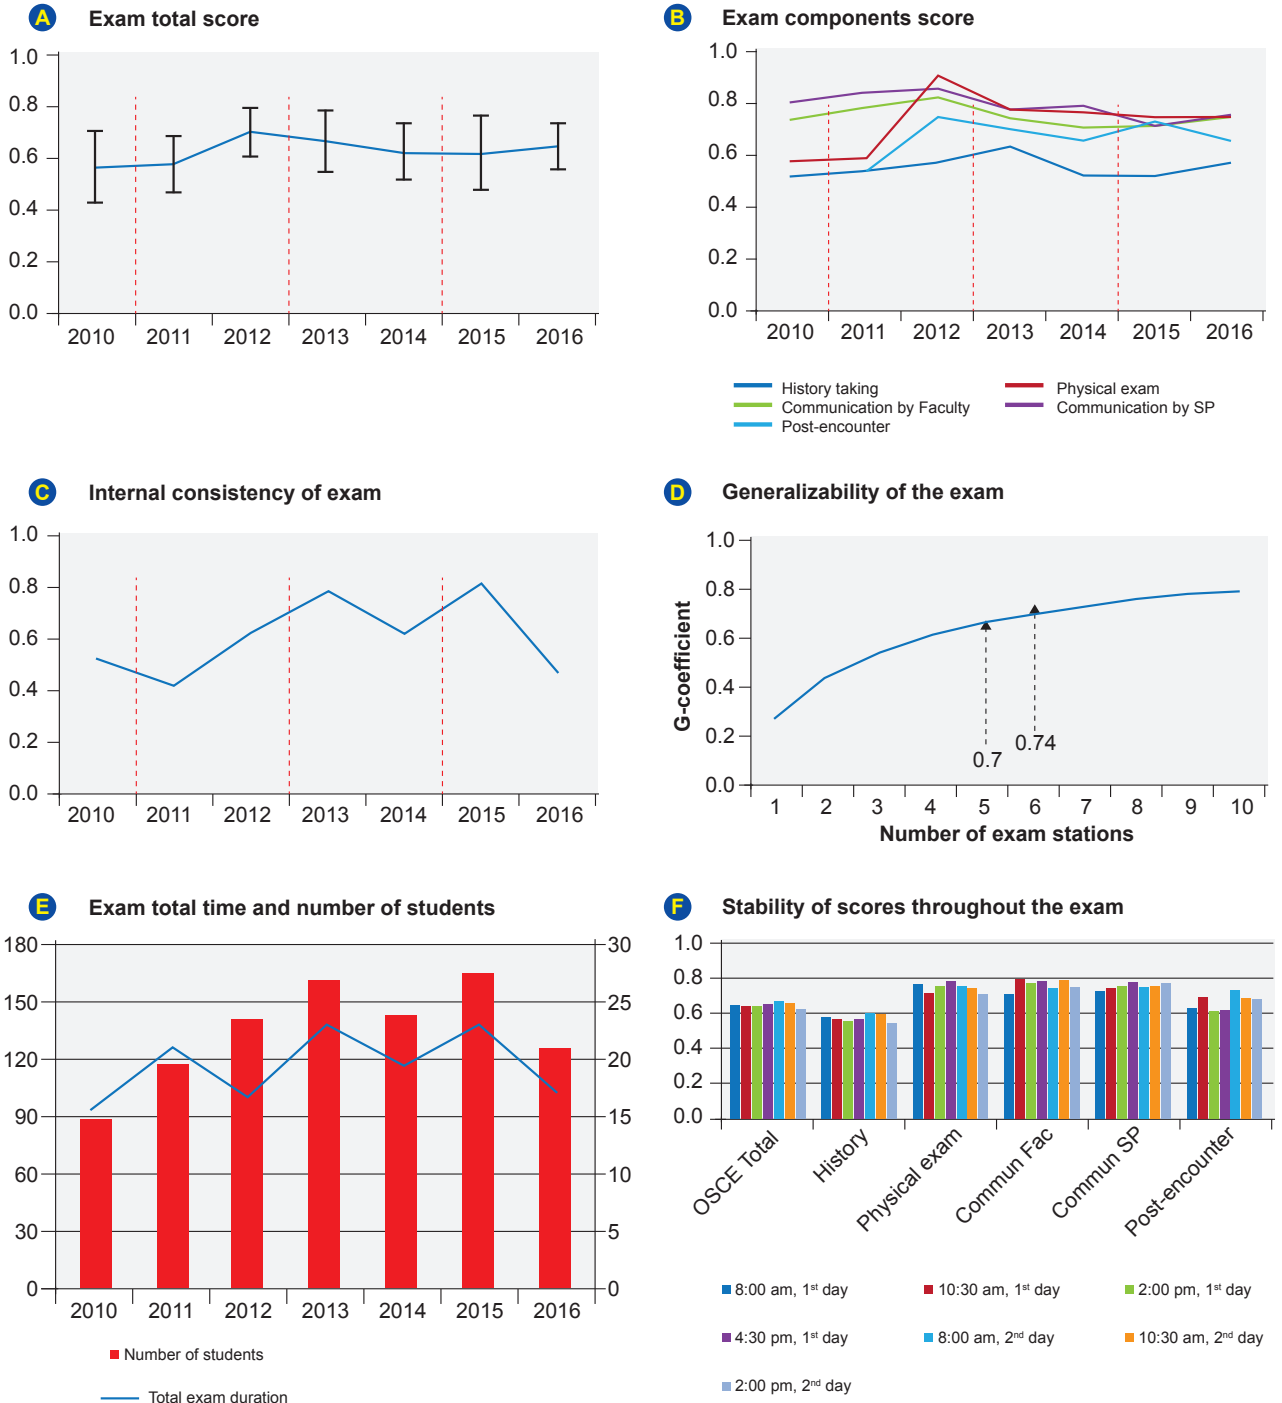 A Exam total score
1.0
0.8
0.6
0.4
0.2
0.0
2010 2011 2012 2013 2014 2015 2016
B Exam components score
1.0
0.8
0.6
0.4
0.2
0.0
2010 2011 2012 2013 2014 2015 2016
History taking Physical exam
Communication by Faculty Communication by SP
Post-encounter
C Internal consistency of exam
1.0
0.8
0.6
0.4
0.2
0.0
2010 2011 2012 2013 2014 2015 2016
D Generalizability of the exam
G-coefficient
1.0
0.8
0.6
0.4
0.2
0.0
0.7
0.74
1 2 3 4 5 6 7 8 9 10
Number of exam stations
E Exam total time and number of students
180 30
150 25
120 20
90 15
60 10
30 5
0 0
2010 2011 2012 2013 2014 2015 2016
Number of students
Total exam duration
F Stability of scores throughout the exam
1.0
0.8
0.6
0.4
0.2
0.0
OSCE Total
History
Physical exam
Commun Fac
Commun SP
Post-encounter
8:00 am, 1st day 10:30 am, 1st day 2:00 pm, 1st day
4:30 pm, 1st day 8:00 am, 2nd day 10:30 am, 2nd day
2:00 pm, 2nd day